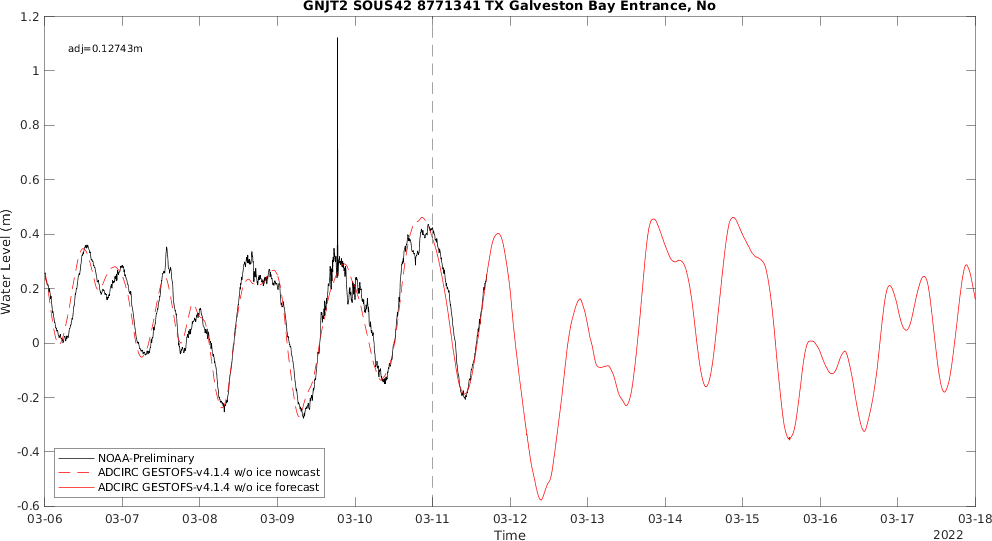 GNJT2 SOUS42 8771341 TX Galveston Bay Entrance, No
adj=0.12743m
Water Level (m)
1.2
1
0.8
0.6
0.4
0.2
0
-0.2
-0.4
-0.6
NOAA-Preliminary
ADCIRC GESTOFS-v4.1.4 w/o ice nowcast
ADCIRC GESTOFS-v4.1.4 w/o ice forecast
03-06 03-07 03-08 03-09 03-10 03-11 03-12 03-13 03-14 03-15 03-16 03-17 03-18
Time
2022